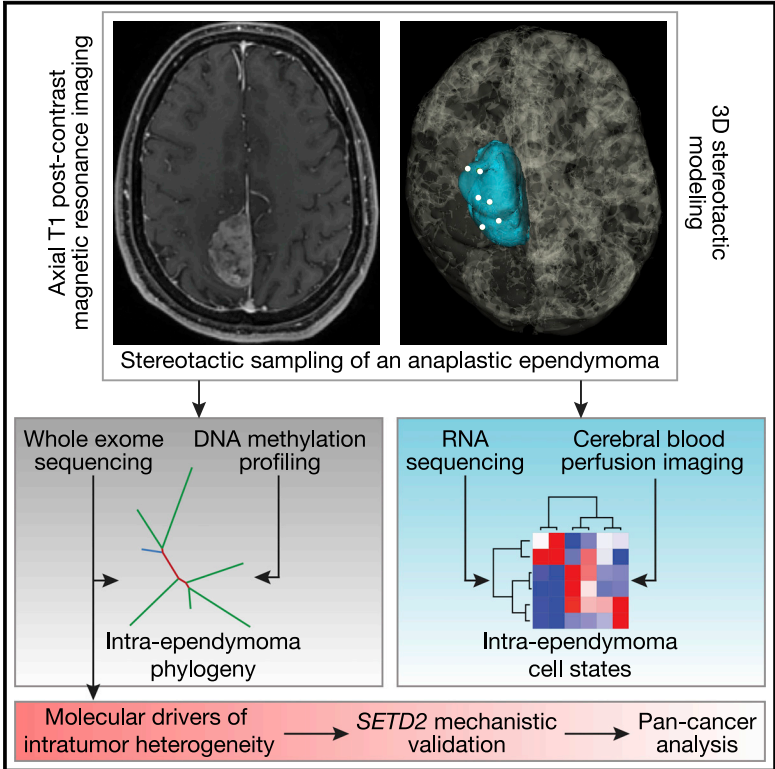 Axial T1 post-contrast
magnetic resonance imaging
3D stereotactic
modeling
Stereotactic sampling of an anaplastic ependymoma
Whole exome
sequencing
DNA methylation
profiling
Intra-ependymoma
phylogeny
RNA
sequencing
Cerebral blood
perfusion imaging
Intra-ependymoma
cell states
Molecular drivers of
intratumor heterogeneity
SETD2 mechanistic
validation
Pan-cancer
analysis